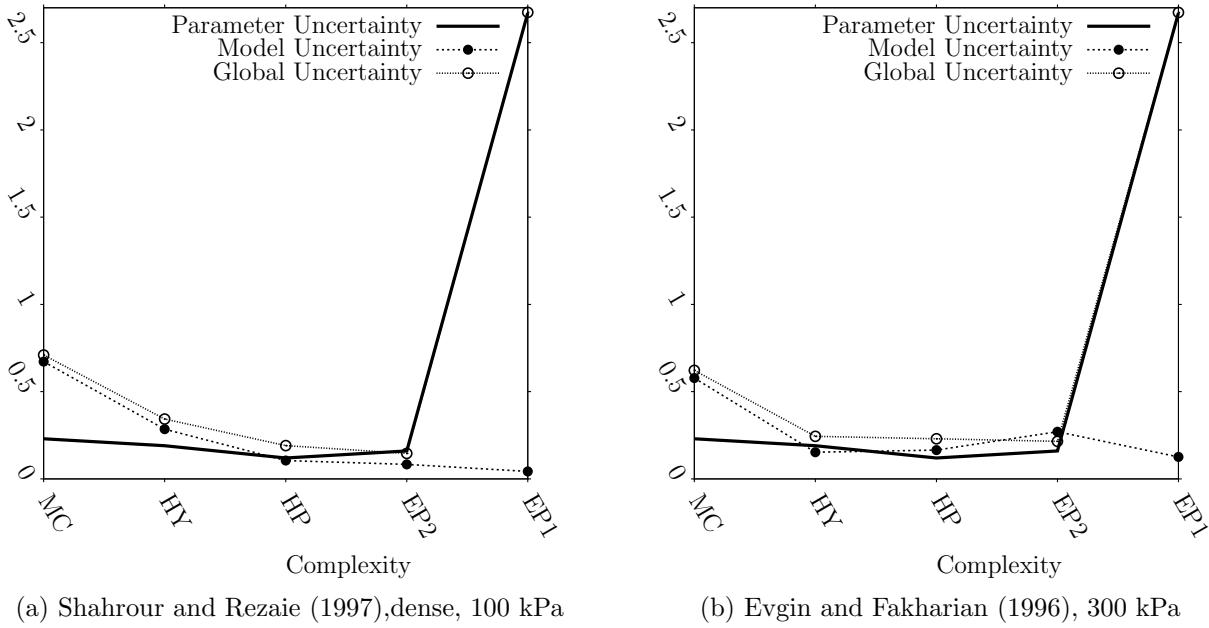 Parameter Uncertainty
Model Uncertainty
Global Uncertainty
2.5
2
1.5
1
0.5
0
MC
HY
HP
EP2
EP1
Complexity
(a) Shahrour and Rezaie (1997),dense, 100 kPa
Parameter Uncertainty
Model Uncertainty
Global Uncertainty
2.5
2
1.5
1
0.5
0
MC
HY
HP
EP2
EP1
Complexity
(b) Evgin and Fakharian (1996), 300 kPa